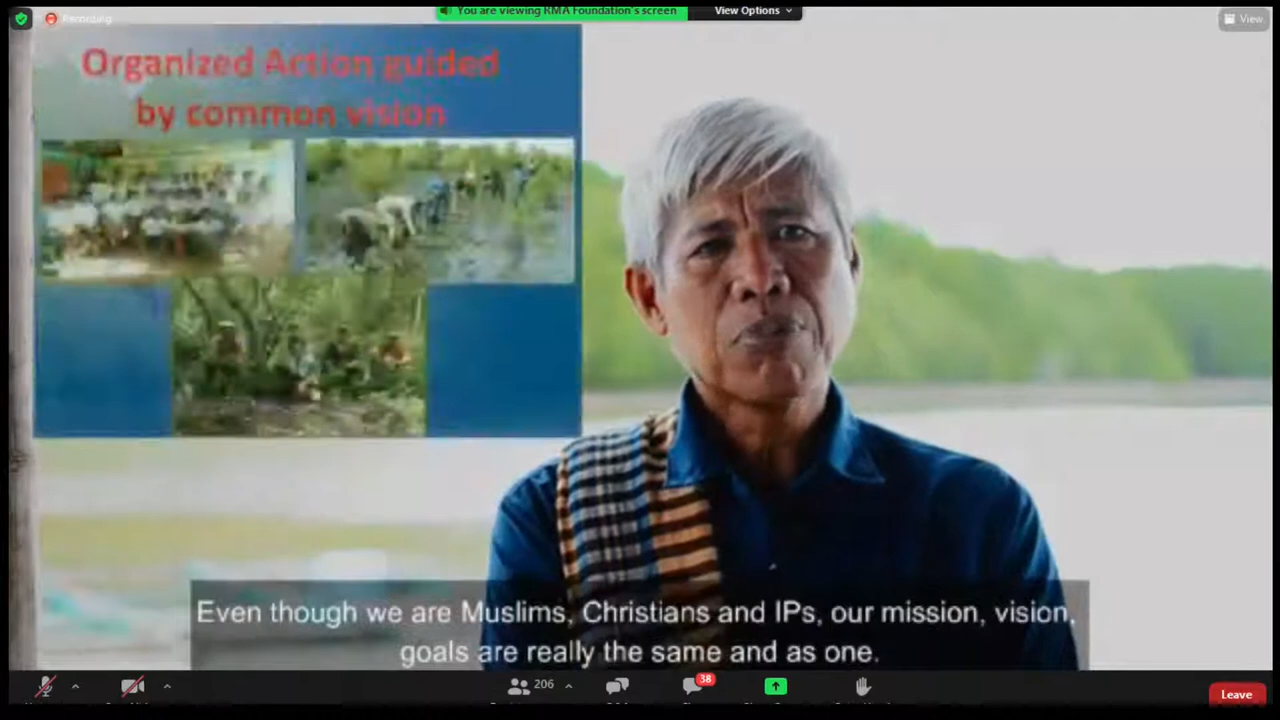 You are viewing RMA Foundation's screen
View Options
Recording
View
Organized Action guided
by common vision
Even though we are Muslims, Christians and IPs, our mission, vision,
goals are really the same and as one.
206
38
Leave